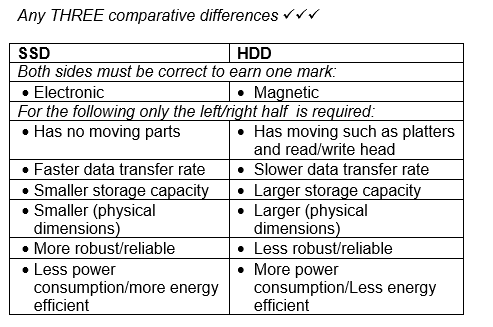 Any THREE comparative differences ✓✓✓
SSD HDD
Both sides must be correct to earn one mark:
• Electronic • Magnetic
For the following only the left/right half is required:
• Has no moving parts • Has moving such as platters
and read/write head
• Faster data transfer rate • Slower data transfer rate
• Smaller storage capacity • Larger storage capacity
• Smaller (physical • Larger (physical
dimensions) dimensions)
• More robust/reliable • Less robust/reliable
• Less power • More power
consumption/more energy consumption/Less energy
efficient efficient